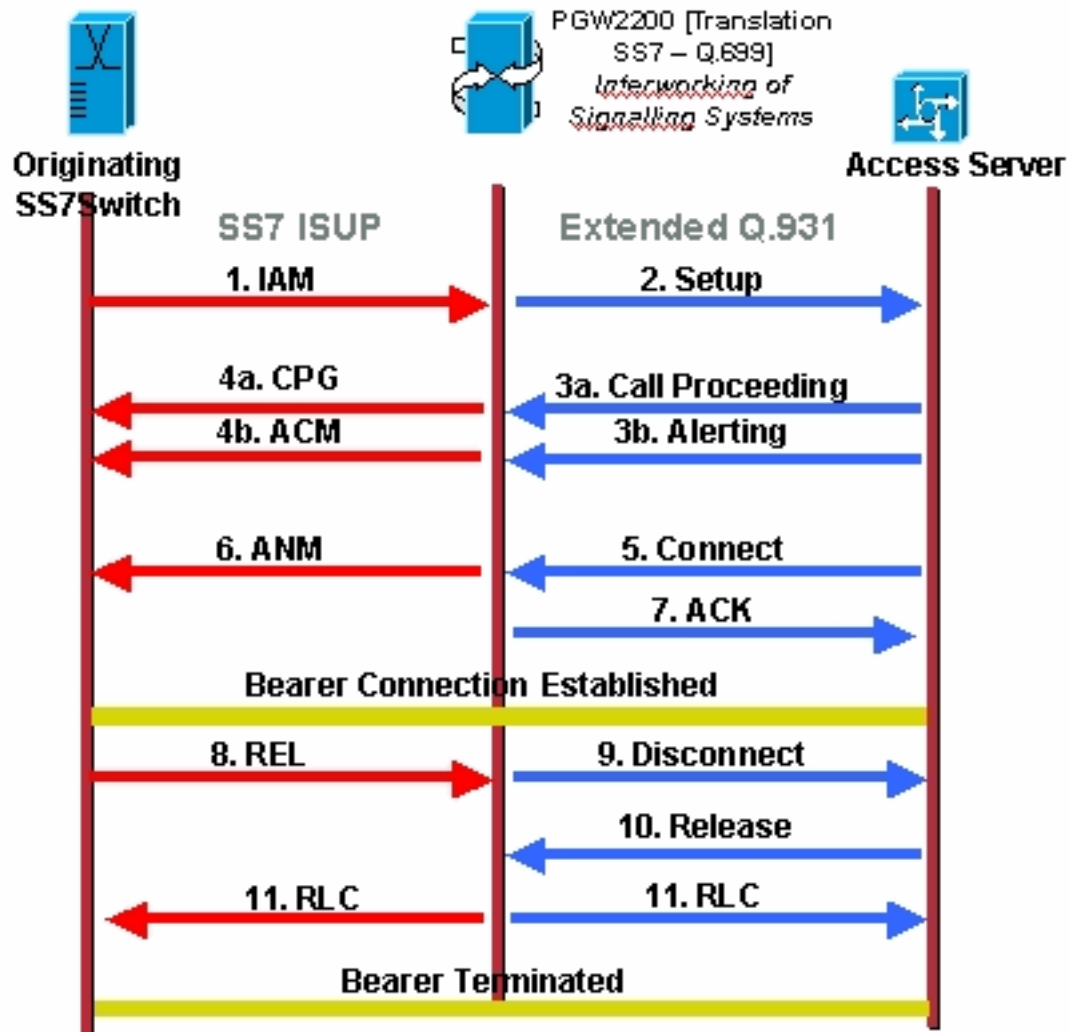 PGW2200 [Translation
SS7 – Q.699]
Interworking of
Signalling Systems
Originating
SS7Switch
Access Server
SS7 ISUP
Extended Q.931
1. IAM
2. Setup
4a. CPG
3a. Call Proceeding
4b. ACM
3b. Alerting
6. ANM
5. Connect
7. ACK
Bearer Connection Established
8. REL
9. Disconnect
10. Release
11. RLC
11. RLC
Bearer Terminated